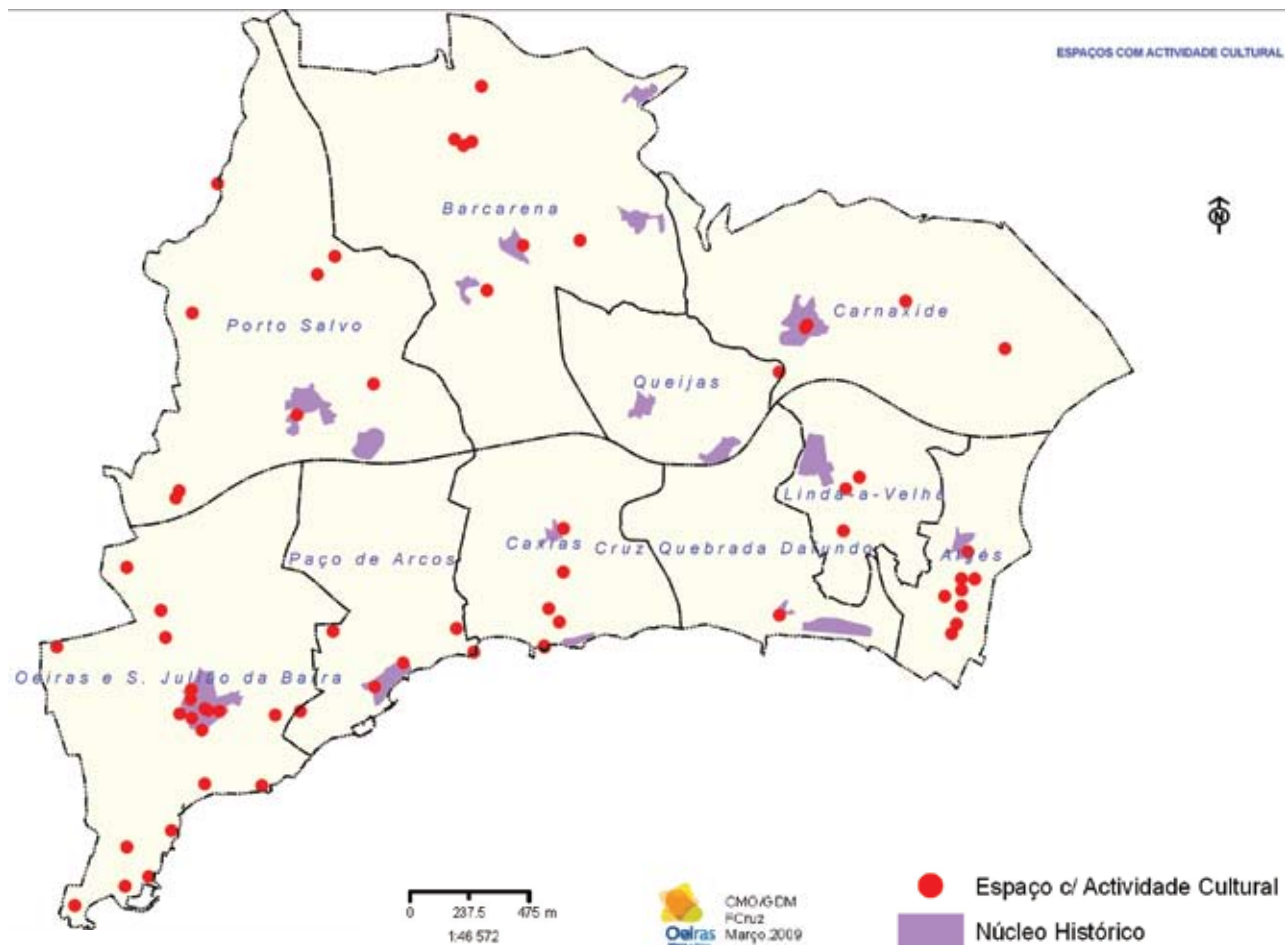 ESPAÇOS COM ACTIVIDADE CULTURAL
N
Barcarena
Carnaxide
Porto Salvo
Queijas
Linda-a-Velha
Paço de Arcos
Caxias
Cruz Quebrada Dafundo
Algés
Oeiras e S. Julião da Barra
0 237.5 475 m
1:46 572
CMO/GDM
FCruz
Março.2009
Oeiras
Espaço c/ Actividade Cultural
Núcleo Histórico